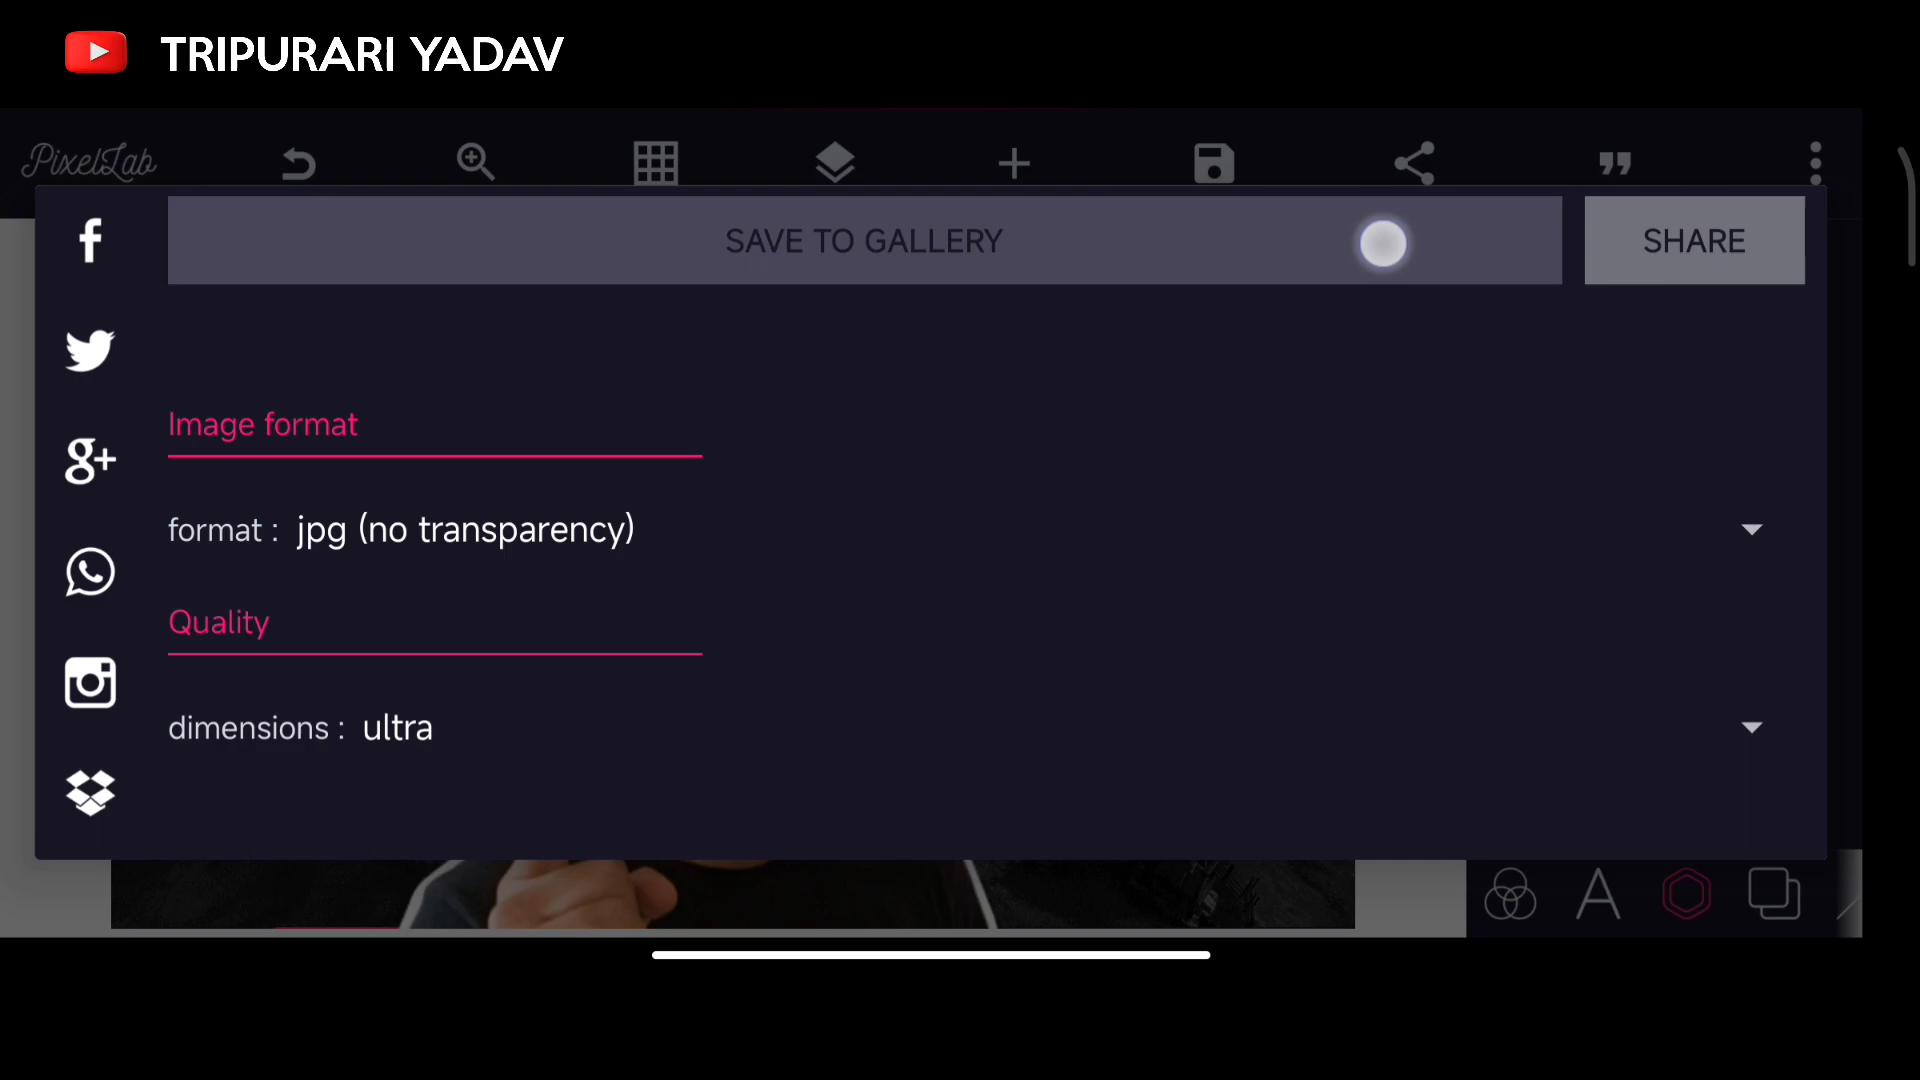 TRIPURARI YADAV
PixelLab
SAVE TO GALLERY
SHARE
Image format
format : jpg (no transparency)
Quality
dimensions : ultra